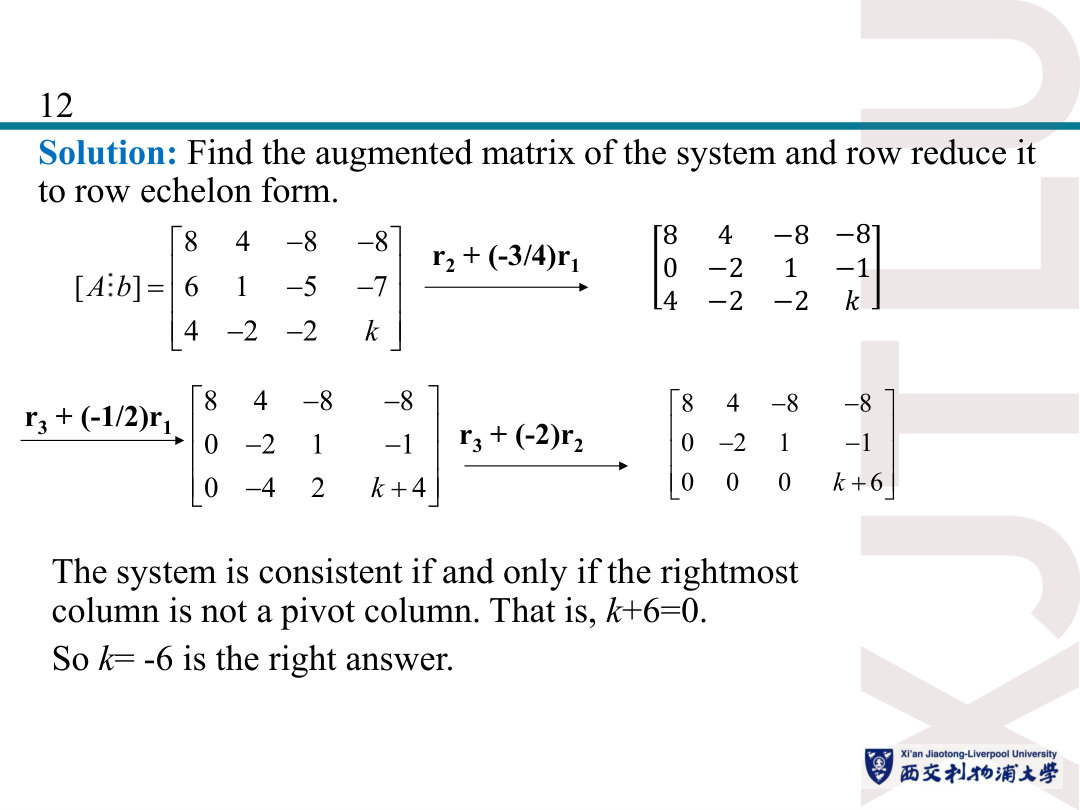 12
Solution: Find the augmented matrix of the system and row reduce it
to row echelon form.
[A⋮b] = [8 4 −8 −8
6 1 −5 −7
4 −2 −2 k]
r2 + (-3/4)r1
[8 4 −8 −8
0 −2 1 −1
4 −2 −2 k]
r3 + (-1/2)r1
[8 4 −8 −8
0 −2 1 −1
0 −4 2 k + 4]
r3 + (-2)r2
[8 4 −8 −8
0 −2 1 −1
0 0 0 k + 6]
The system is consistent if and only if the rightmost
column is not a pivot column. That is, k+6=0.
So k= -6 is the right answer.
XJTLU
Xi'an Jiaotong-Liverpool University
西交利物浦大學